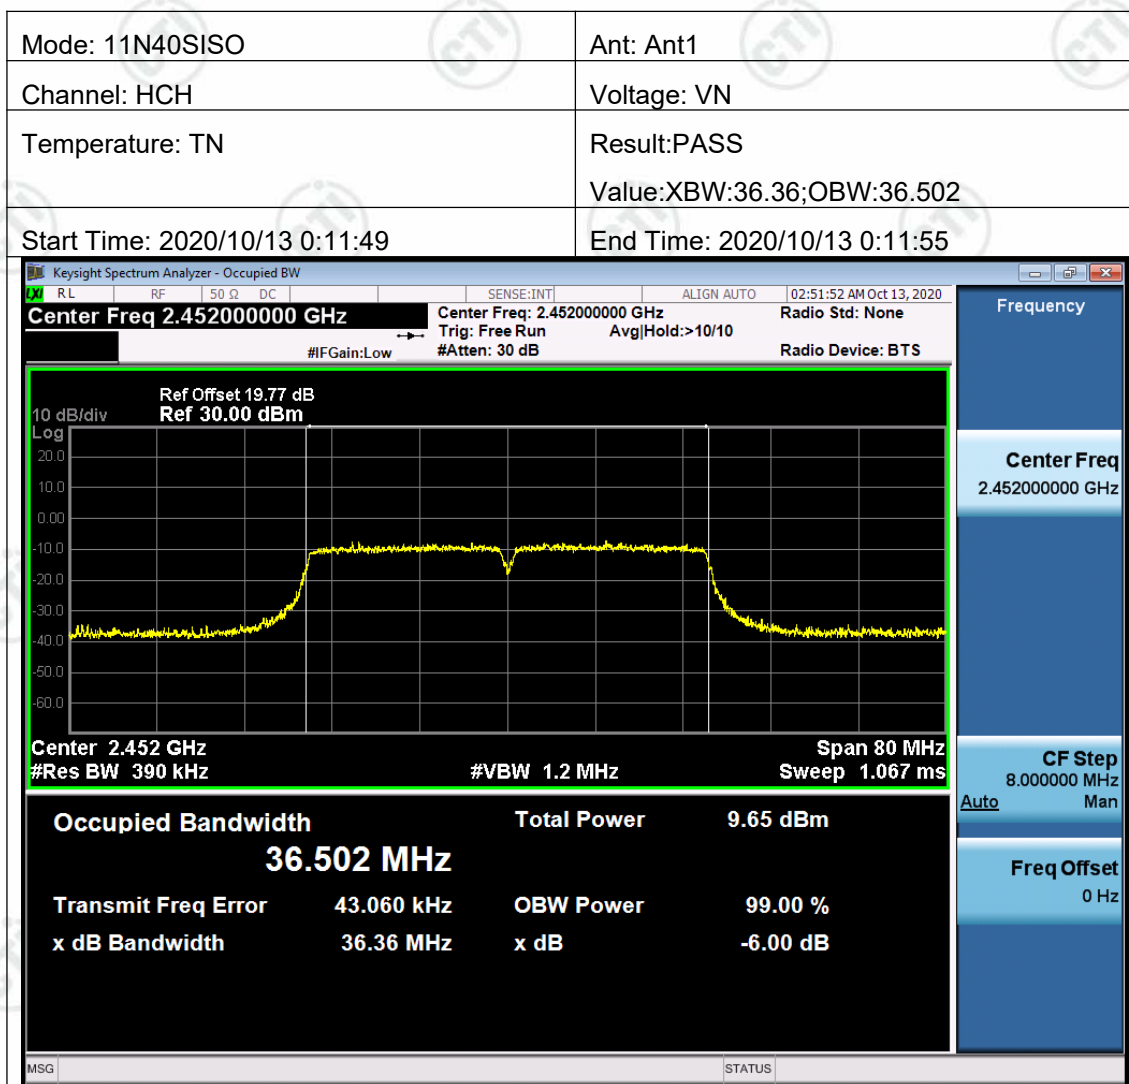 Mode: 11N40SISO
Ant: Ant1
Channel: HCH
Voltage: VN
Temperature: TN
Result:PASS
Value:XBW:36.36;OBW:36.502
Start Time: 2020/10/13 0:11:49
End Time: 2020/10/13 0:11:55
Keysight Spectrum Analyzer - Occupied BW
LXI RL RF 50 Ω DC SENSE:INT ALIGN AUTO 02:51:52 AM Oct 13, 2020
Center Freq 2.452000000 GHz
Center Freq: 2.452000000 GHz
Radio Std: None
Trig: Free Run Avg|Hold:>10/10
#IFGain:Low
#Atten: 30 dB
Radio Device: BTS
Ref Offset 19.77 dB
10 dB/div Ref 30.00 dBm
Log
20.0
10.0
0.00
-10.0
-20.0
-30.0
-40.0
-50.0
-60.0
Center 2.452 GHz
Span 80 MHz
#Res BW 390 kHz
#VBW 1.2 MHz
Sweep 1.067 ms
Occupied Bandwidth
Total Power 9.65 dBm
36.502 MHz
Transmit Freq Error 43.060 kHz
OBW Power 99.00 %
x dB Bandwidth 36.36 MHz
x dB -6.00 dB
MSG
STATUS
Frequency
Center Freq
2.452000000 GHz
CF Step
8.000000 MHz
Auto Man
Freq Offset
0 Hz
CTI
CTI
CTI
CTI
CTI
CTI
CTI
CTI